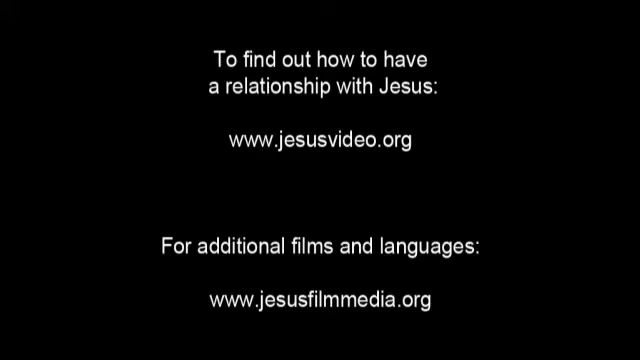 To find out how to have
a relationship with Jesus:
www.jesusvideo.org
For additional films and languages:
www.jesusfilmmedia.org